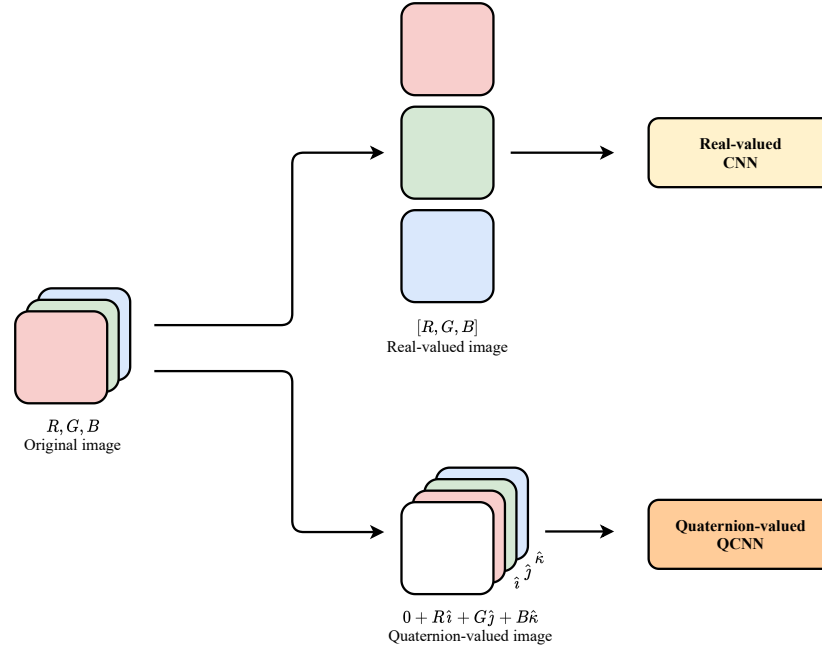 Real-valued
CNN
[R, G, B]
Real-valued image
R, G, B
Original image
Quaternion-valued
QCNN
î ĵ κ̂
0 + Rî + Gĵ + Bκ̂
Quaternion-valued image